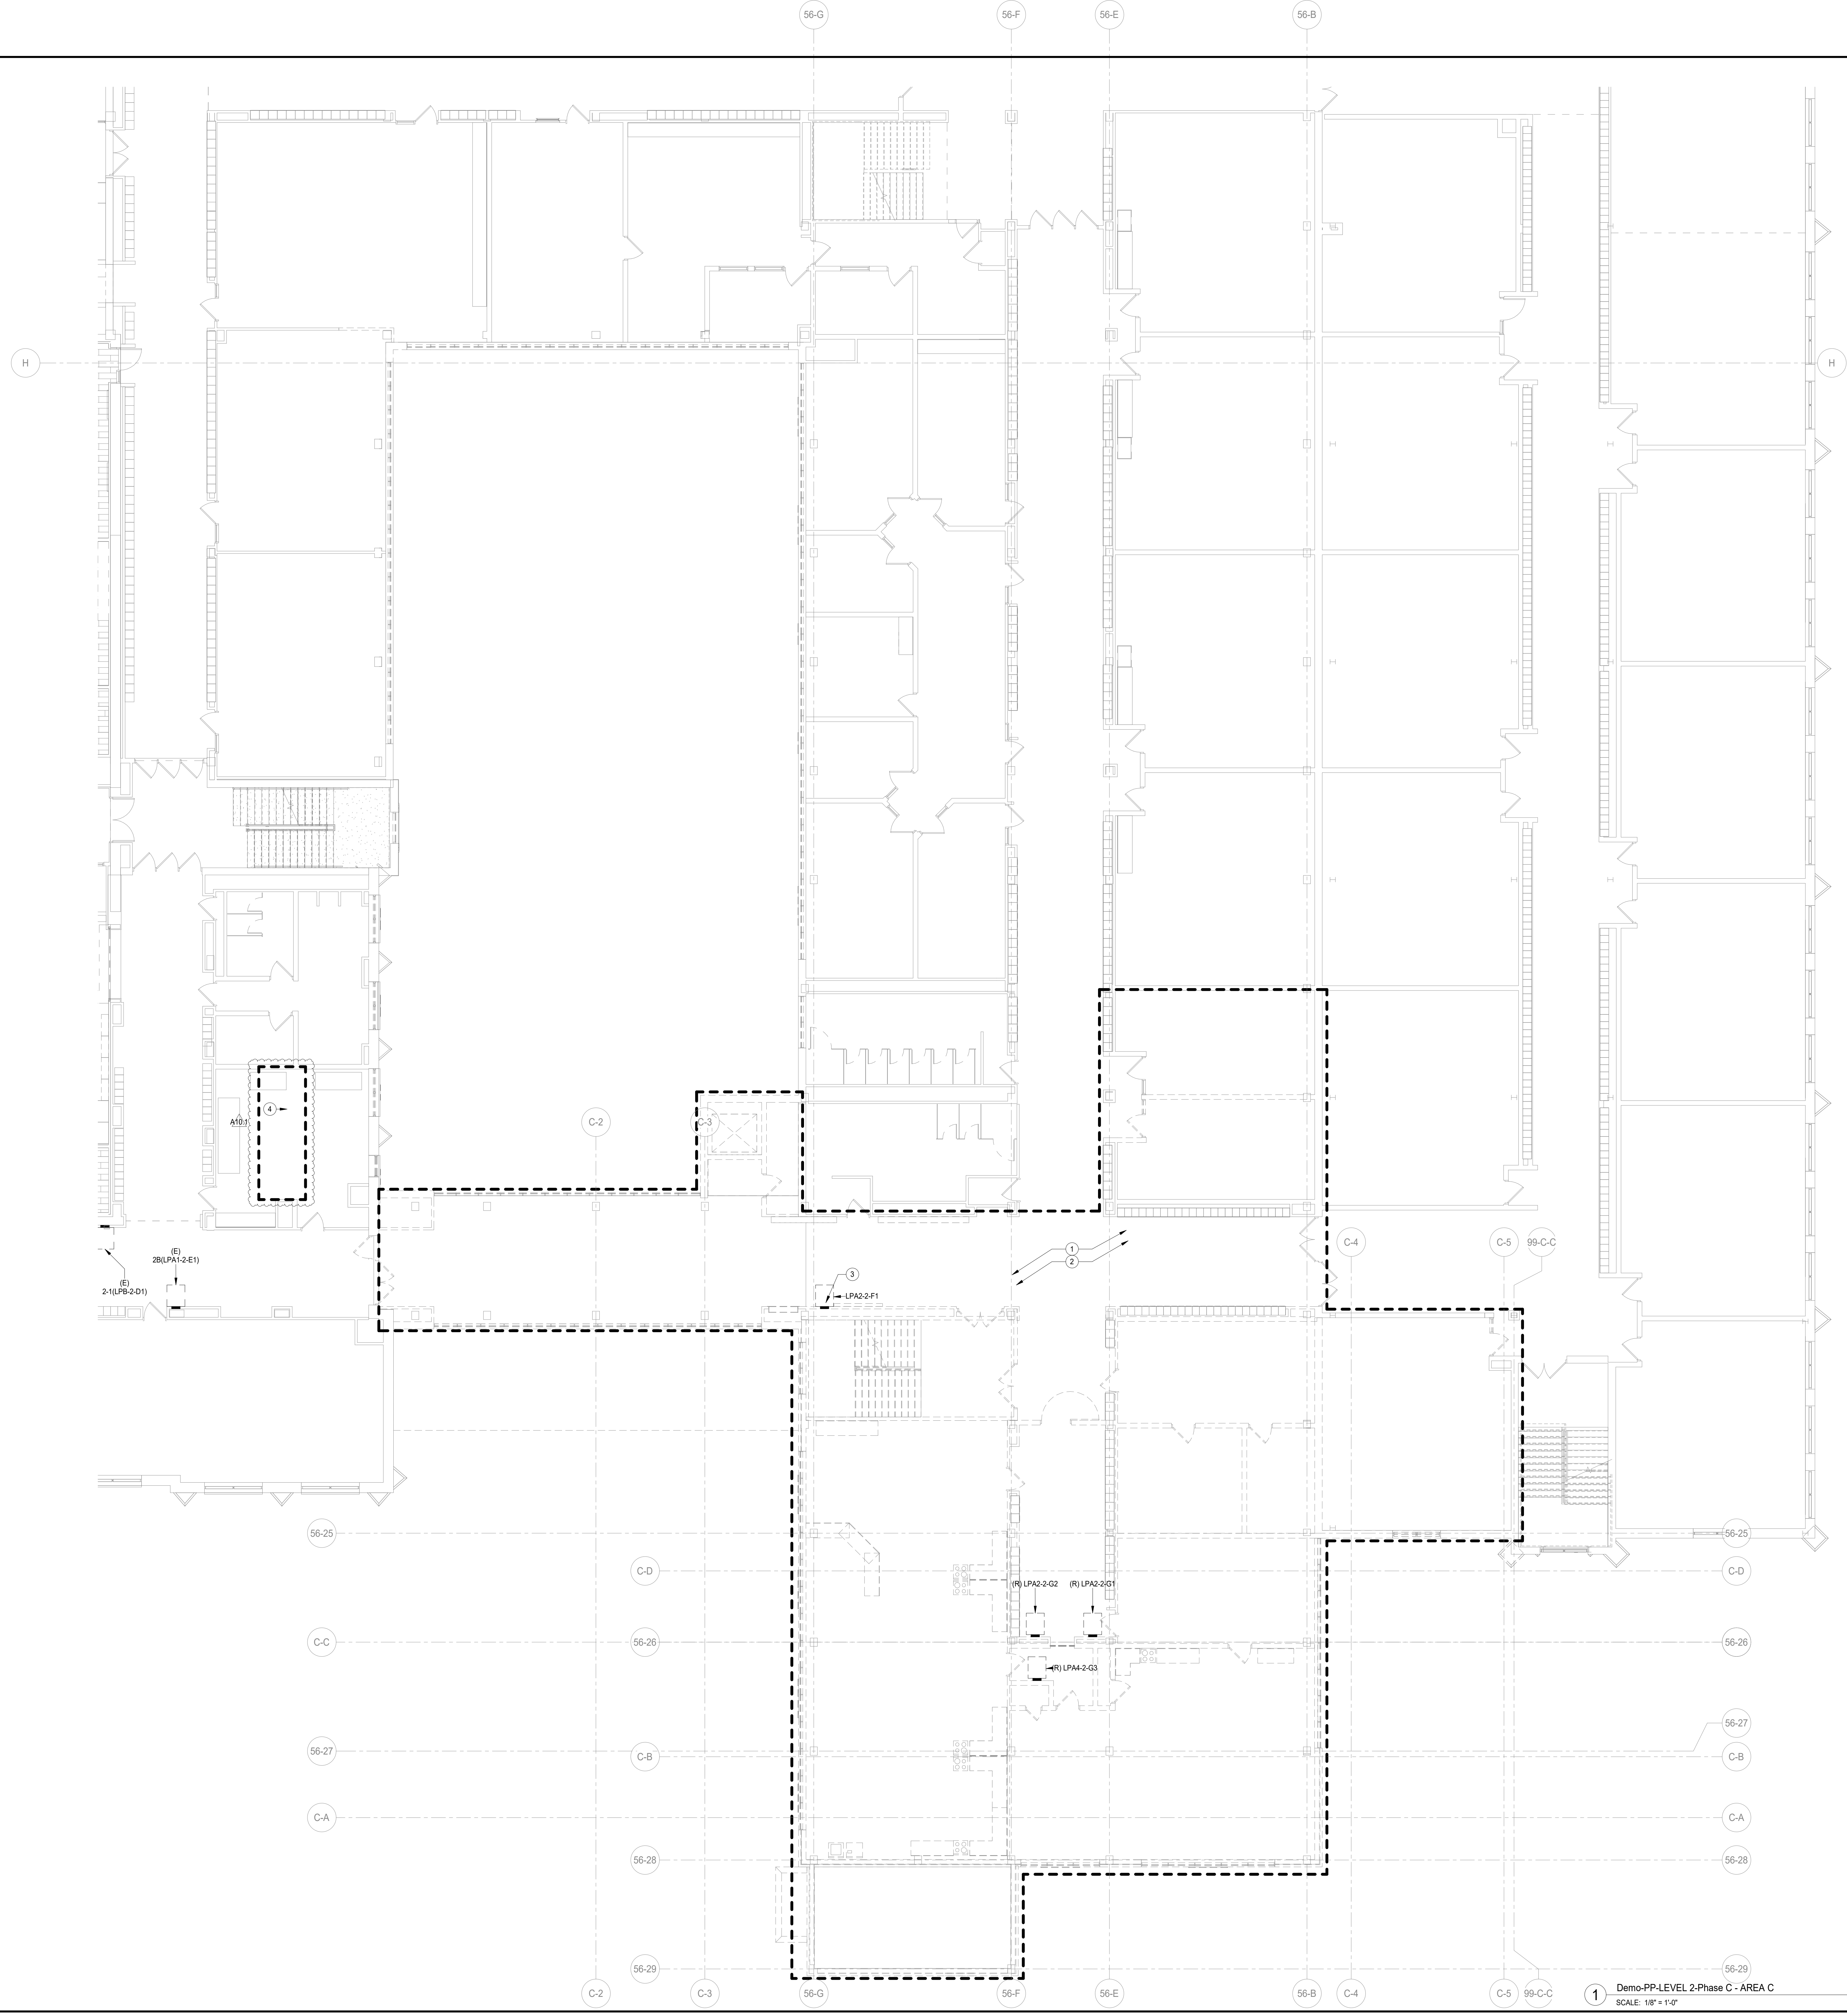 56-G
56-F
56-E
56-B
H
H
4
A10.1
C-2
C-3
C-4
C-5
99-C-C
1
2
(E)
2B(LPA1-2-E1)
(E)
2-1(LPB-2-D1)
3
LPA2-2-F1
56-25
56-25
C-D
C-D
(R) LPA2-2-G2
(R) LPA2-2-G1
C-C
56-26
56-26
(R) LPA4-2-G3
56-27
56-27
C-B
C-B
C-A
C-A
56-28
56-28
56-29
56-29
C-2
C-3
56-G
56-F
56-E
56-B
C-4
C-5
99-C-C
1
Demo-PP-LEVEL 2-Phase C - AREA C
SCALE: 1/8" = 1'-0"